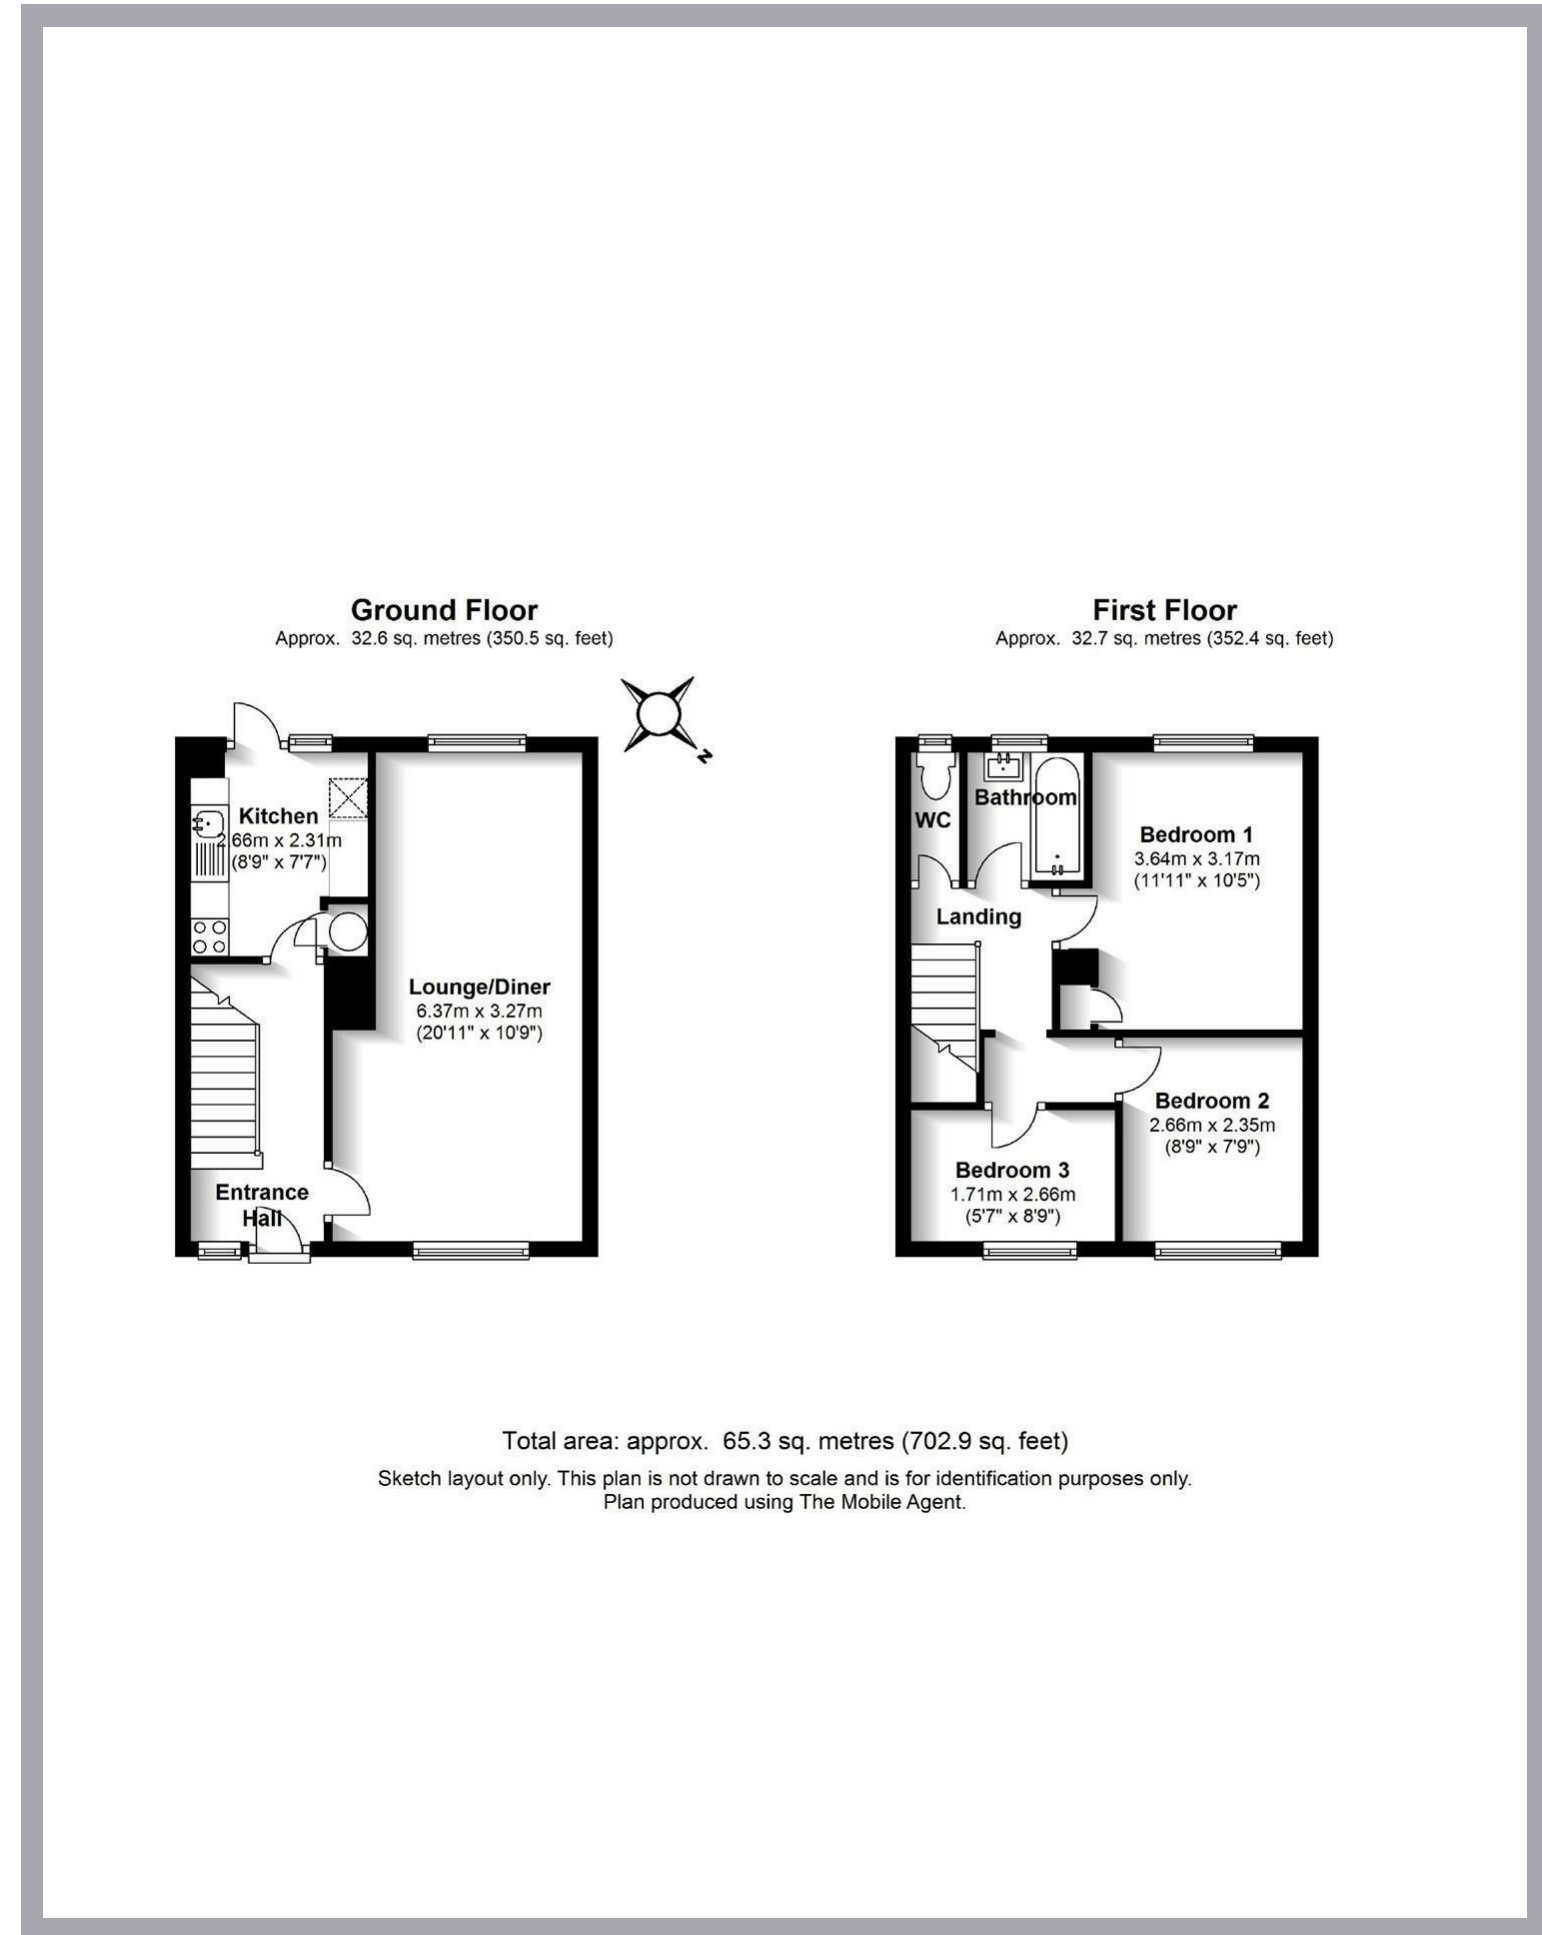 Ground Floor
Approx. 32.6 sq. metres (350.5 sq. feet)
N
Kitchen
2.66m x 2.31m
(8'9" x 7'7")
Lounge/Diner
6.37m x 3.27m
(20'11" x 10'9")
Entrance
Hall
First Floor
Approx. 32.7 sq. metres (352.4 sq. feet)
WC
Bathroom
Bedroom 1
3.64m x 3.17m
(11'11" x 10'5")
Landing
Bedroom 2
2.66m x 2.35m
(8'9" x 7'9")
Bedroom 3
1.71m x 2.66m
(5'7" x 8'9")
Total area: approx. 65.3 sq. metres (702.9 sq. feet)
Sketch layout only. This plan is not drawn to scale and is for identification purposes only.
Plan produced using The Mobile Agent.